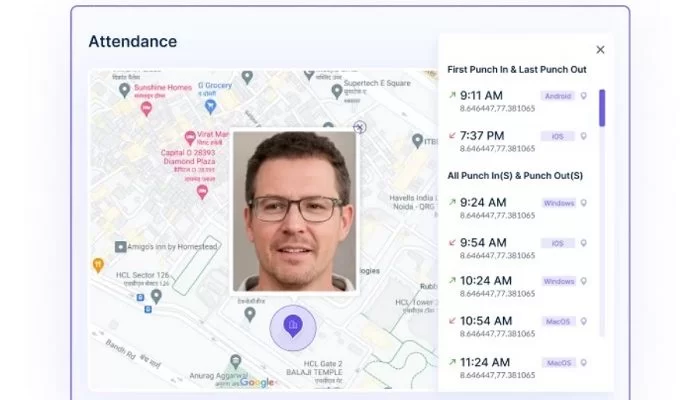 Attendance
Sunshine Homes
G Grocery
Supertech E Square
Virat Mar
Capital O 28393
Diamond Plaza
ITB
Havells India L
Noida - QRG
Amigo's inn by Homestead
HCL Sector 126
ologies
Rubb
HCL Tower
HCL Gate 2
BALAJI TEMPLE
Bandh Rd
Anurag Aggarwal
Google
First Punch In & Last Punch Out
9:11 AM Android
8.646447,77.381065
7:37 PM iOS
8.646447,77.381065
All Punch In(S) & Punch Out(S)
9:24 AM Windows
8.646447,77.381065
9:54 AM iOS
8.646447,77.381065
10:24 AM Windows
8.646447,77.381065
10:54 AM MacOS
8.646447,77.381065
11:24 AM MacOS
8.646447,77.381065